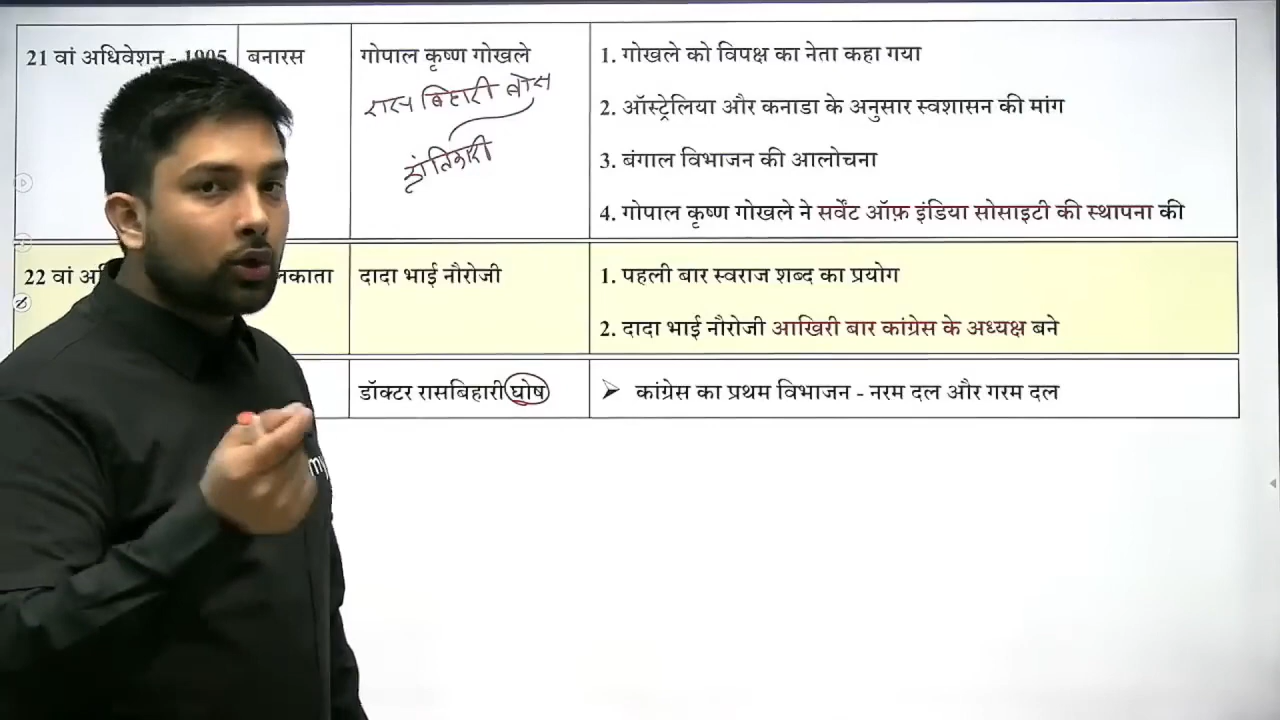 21 वां अधिवेशन - 1905 बनारस गोपाल कृष्ण गोखले 1. गोखले को विपक्ष का नेता कहा गया
रास बिहारी बोस
2. ऑस्ट्रेलिया और कनाडा के अनुसार स्वशासन की मांग
क्रांतिकारी
3. बंगाल विभाजन की आलोचना
4. गोपाल कृष्ण गोखले ने सर्वेंट ऑफ़ इंडिया सोसाइटी की स्थापना की
22 वां दादा भाई नौरोजी 1. पहली बार स्वराज शब्द का प्रयोग
2. दादा भाई नौरोजी आखिरी बार कांग्रेस के अध्यक्ष बने
डॉक्टर रासबिहारी घोष ➢ कांग्रेस का प्रथम विभाजन - नरम दल और गरम दल